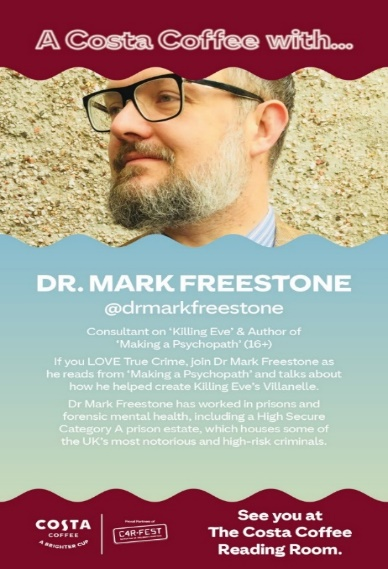 A Costa Coffee with...
DR. MARK FREESTONE
@drmarkfreestone
Consultant on 'Killing Eve' & Author of
'Making a Psychopath' (16+)
If you LOVE True Crime, join Dr Mark Freestone as
he reads from 'Making a Psychopath' and talks about
how he helped create Killing Eve's Villanelle.
Dr Mark Freestone has worked in prisons and
forensic mental health, including a High Secure
Category A prison estate, which houses some of
the UK's most notorious and high-risk criminals.
COSTA
COFFEE
A BRIGHTER CUP
Proud Partner of
CARFEST
See you at
The Costa Coffee
Reading Room.